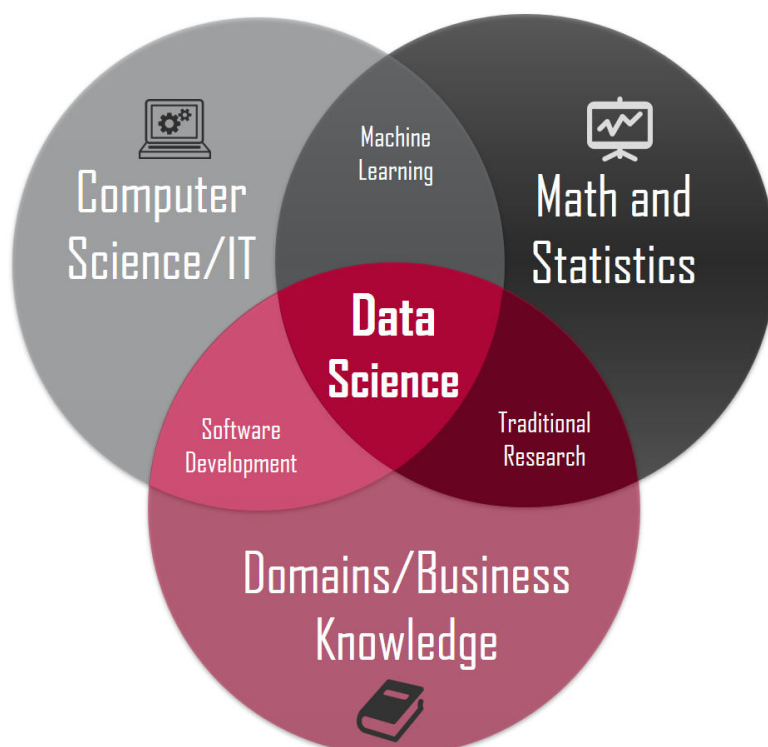 Machine
Learning
Computer
Science/IT
Math and
Statistics
Data
Science
Software
Development
Traditional
Research
Domains/Business
Knowledge